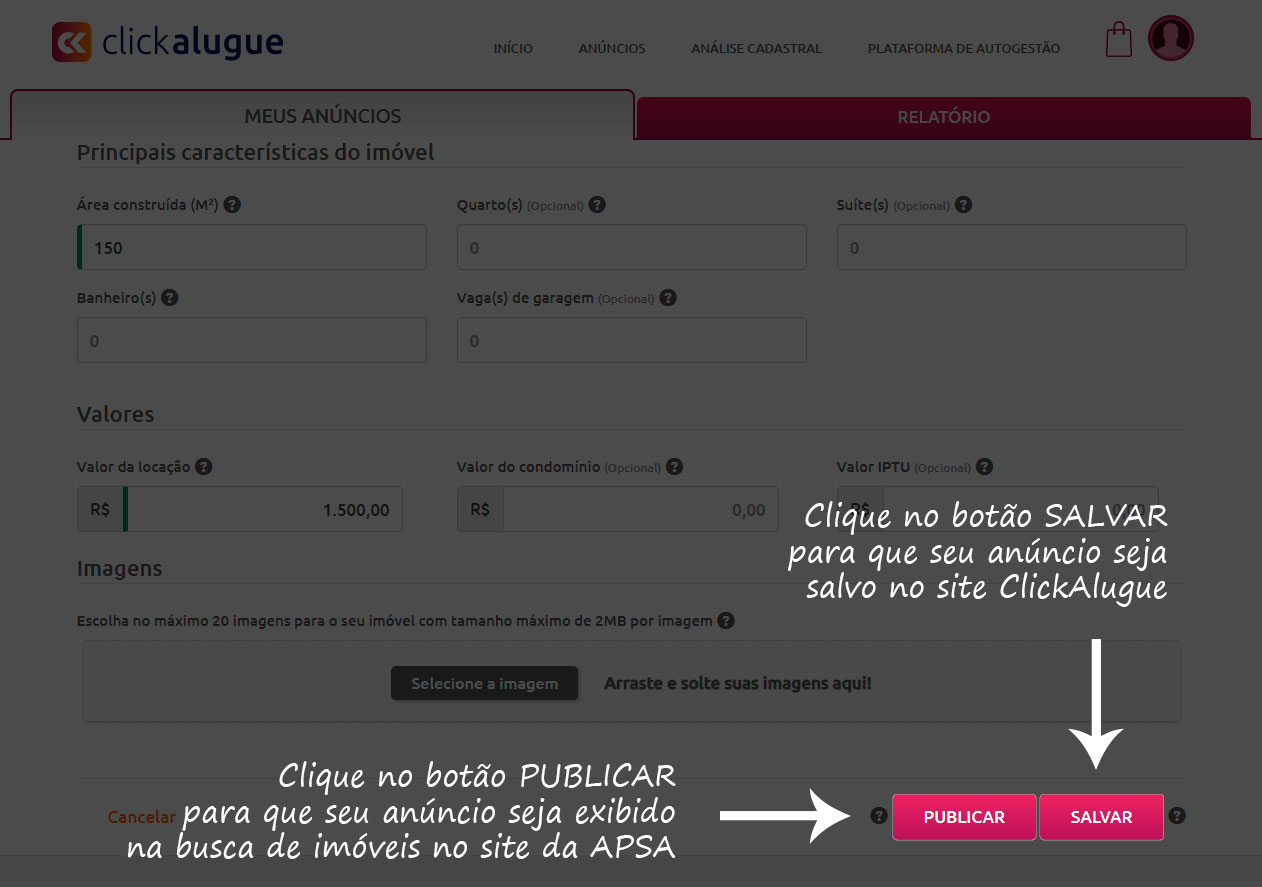 clickalugue
INÍCIO ANÚNCIOS ANÁLISE CADASTRAL PLATAFORMA DE AUTOGESTÃO
MEUS ANÚNCIOS RELATÓRIO
Principais características do imóvel
Área construída (M²) ? Quarto(s) (Opcional) ? Suíte(s) (Opcional) ?
150 0 0
Banheiro(s) ? Vaga(s) de garagem (Opcional) ?
0 0
Valores
Valor da locação ? Valor do condomínio (Opcional) ? Valor IPTU (Opcional) ?
R$ 1.500,00 R$ 0,00 R$
Clique no botão SALVAR
para que seu anúncio seja
salvo no site ClickAlugue
Imagens
Escolha no máximo 20 imagens para o seu imóvel com tamanho máximo de 2MB por imagem ?
Selecione a imagem Arraste e solte suas imagens aqui!
Clique no botão PUBLICAR
para que seu anúncio seja exibido
na busca de imóveis no site da APSA
Cancelar ? PUBLICAR SALVAR ?